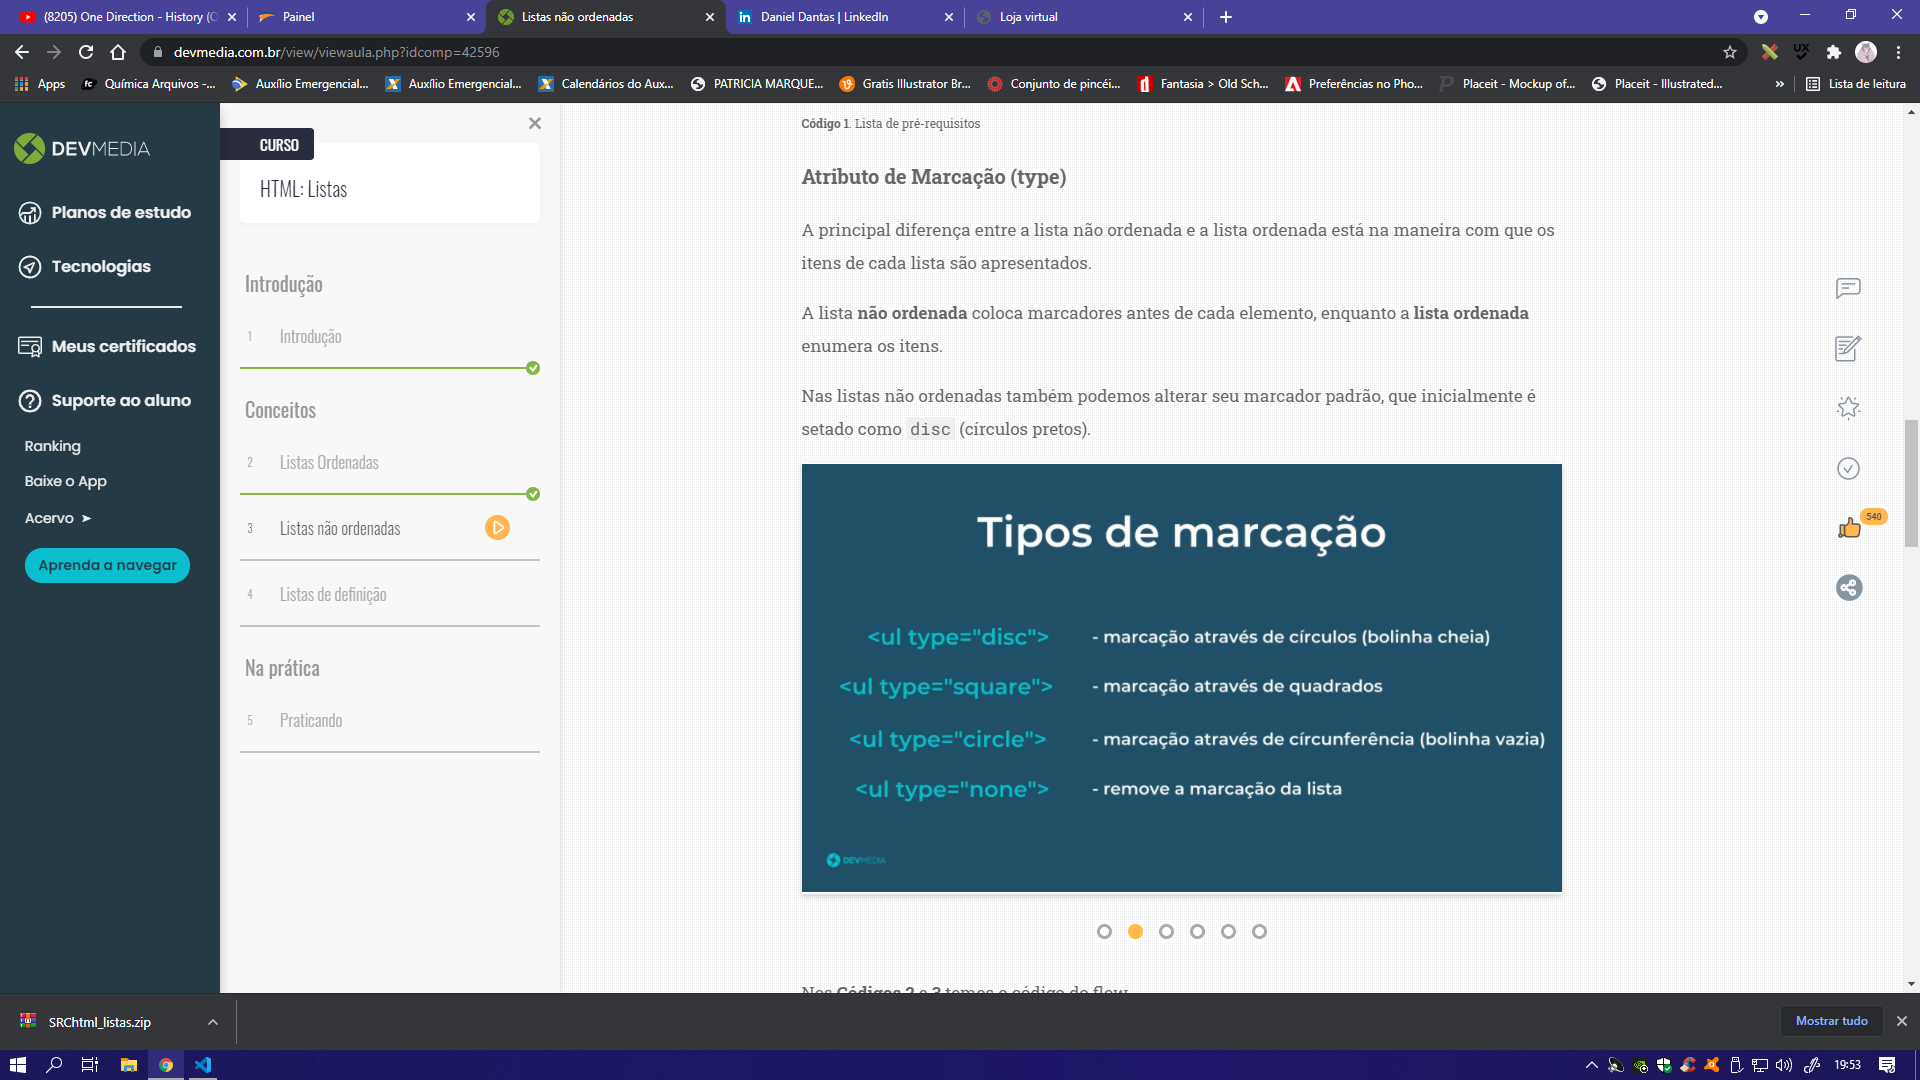 (8205) One Direction - History (O
Painel
Listas não ordenadas
Daniel Dantas | LinkedIn
Loja virtual
devmedia.com.br/view/viewaula.php?idcomp=42596
Apps
Química Arquivos -...
Auxílio Emergencial...
Auxílio Emergencial...
Calendários do Aux...
PATRICIA MARQUE...
Gratis Illustrator Br...
Conjunto de pincéi...
Fantasia > Old Sch...
Preferências no Pho...
Placeit - Mockup of...
Placeit - Illustrated...
»
Lista de leitura
DEVMEDIA
Planos de estudo
Tecnologias
Meus certificados
Suporte ao aluno
Ranking
Baixe o App
Acervo ➤
Aprenda a navegar
CURSO
HTML: Listas
Introdução
1 Introdução
Conceitos
2 Listas Ordenadas
3 Listas não ordenadas
4 Listas de definição
Na prática
5 Praticando
Código 1. Lista de pré-requisitos
Atributo de Marcação (type)
A principal diferença entre a lista não ordenada e a lista ordenada está na maneira com que os
itens de cada lista são apresentados.
A lista não ordenada coloca marcadores antes de cada elemento, enquanto a lista ordenada
enumera os itens.
Nas listas não ordenadas também podemos alterar seu marcador padrão, que inicialmente é
setado como disc (círculos pretos).
Tipos de marcação
<ul type="disc"> - marcação através de círculos (bolinha cheia)
<ul type="square"> - marcação através de quadrados
<ul type="circle"> - marcação através de círcunferência (bolinha vazia)
<ul type="none"> - remove a marcação da lista
DEVMEDIA
Nos Códigos 2 e 3 temos o código do flow
540
SRChtml_listas.zip
Mostrar tudo
19:53